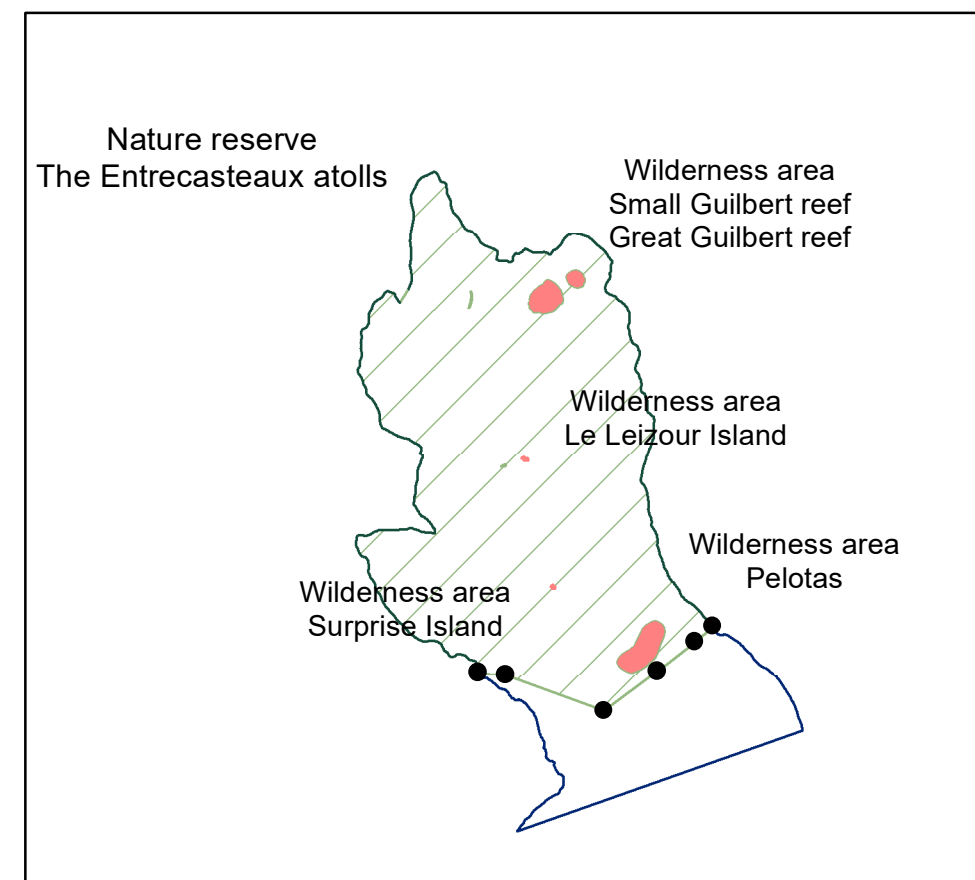 Nature reserve
The Entrecasteaux atolls
Wilderness area
Small Guilbert reef
Great Guilbert reef
Wilderness area
Le Leizour Island
Wilderness area
Pelotas
Wilderness area
Surprise Island